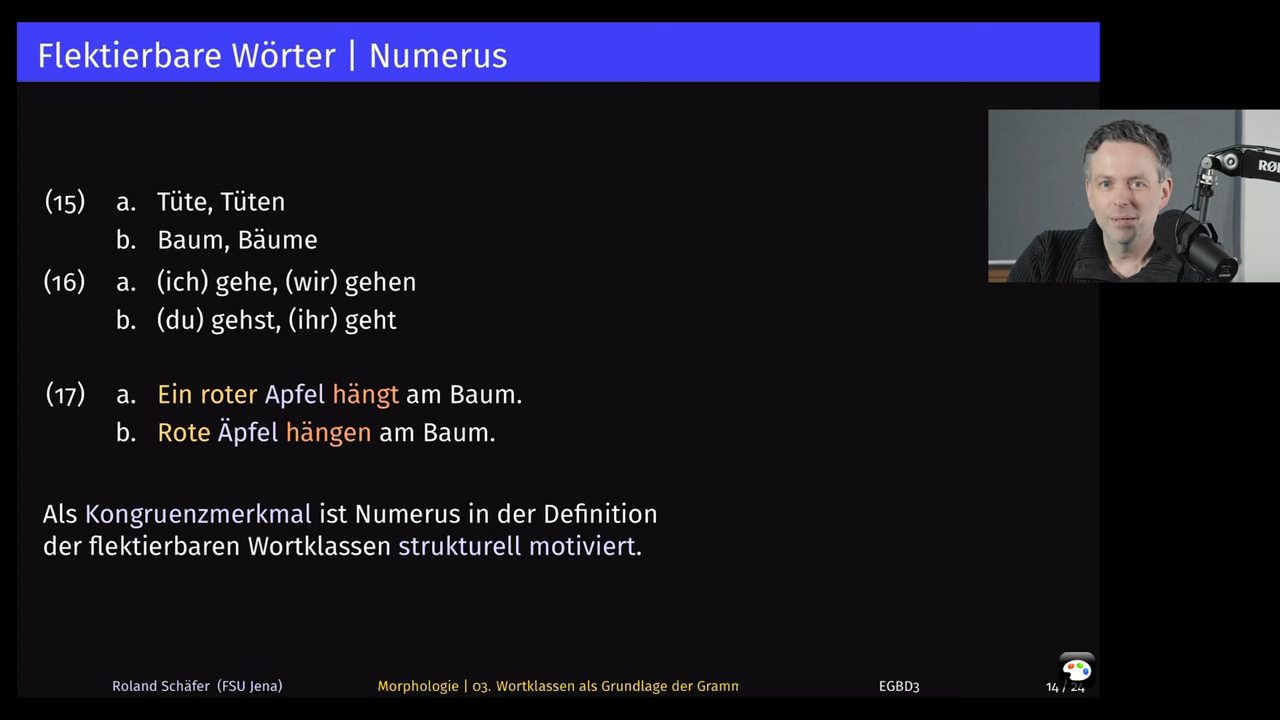 Flektierbare Wörter | Numerus
(15) a. Tüte, Tüten
b. Baum, Bäume
(16) a. (ich) gehe, (wir) gehen
b. (du) gehst, (ihr) geht
(17) a. Ein roter Apfel hängt am Baum.
b. Rote Äpfel hängen am Baum.
Als Kongruenzmerkmal ist Numerus in der Definition
der flektierbaren Wortklassen strukturell motiviert.
Roland Schäfer (FSU Jena) Morphologie | 03. Wortklassen als Grundlage der Gramm EGBD3 14 / 24